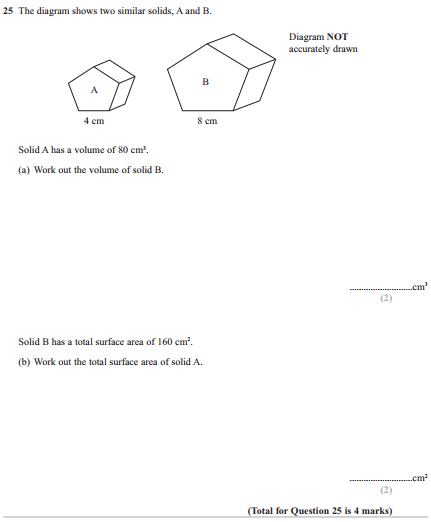 25 The diagram shows two similar solids, A and B.
Diagram NOT
accurately drawn
A
B
4 cm
8 cm
Solid A has a volume of 80 cm³.
(a) Work out the volume of solid B.
..............................cm³
(2)
Solid B has a total surface area of 160 cm².
(b) Work out the total surface area of solid A.
..............................cm²
(2)
(Total for Question 25 is 4 marks)